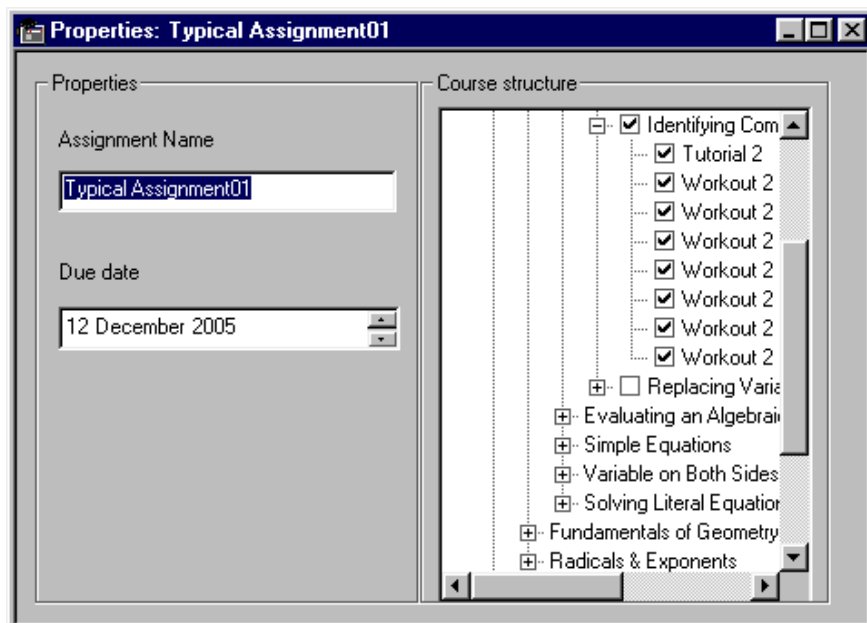 Properties: Typical Assignment01
Properties
Assignment Name
Typical Assignment01
Due date
12 December 2005
Course structure
Identifying Com
Tutorial 2
Workout 2
Workout 2
Workout 2
Workout 2
Workout 2
Workout 2
Workout 2
Replacing Varia
Evaluating an Algebrai
Simple Equations
Variable on Both Sides
Solving Literal Equation
Fundamentals of Geometry
Radicals & Exponents